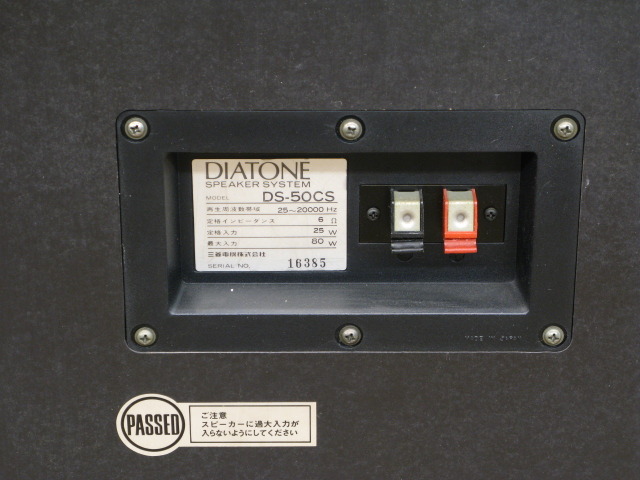 DIATONE
SPEAKER SYSTEM
MODEL DS-50CS
再生周波数帯域 25~20000 Hz
定格インピーダンス 6 Ω
定格入力 25 W
最大入力 80 W
三菱電機株式会社
SERIAL NO. 16385
MADE IN JAPAN
PASSED
ご注意
スピーカーに過大入力が
入らないようにしてください